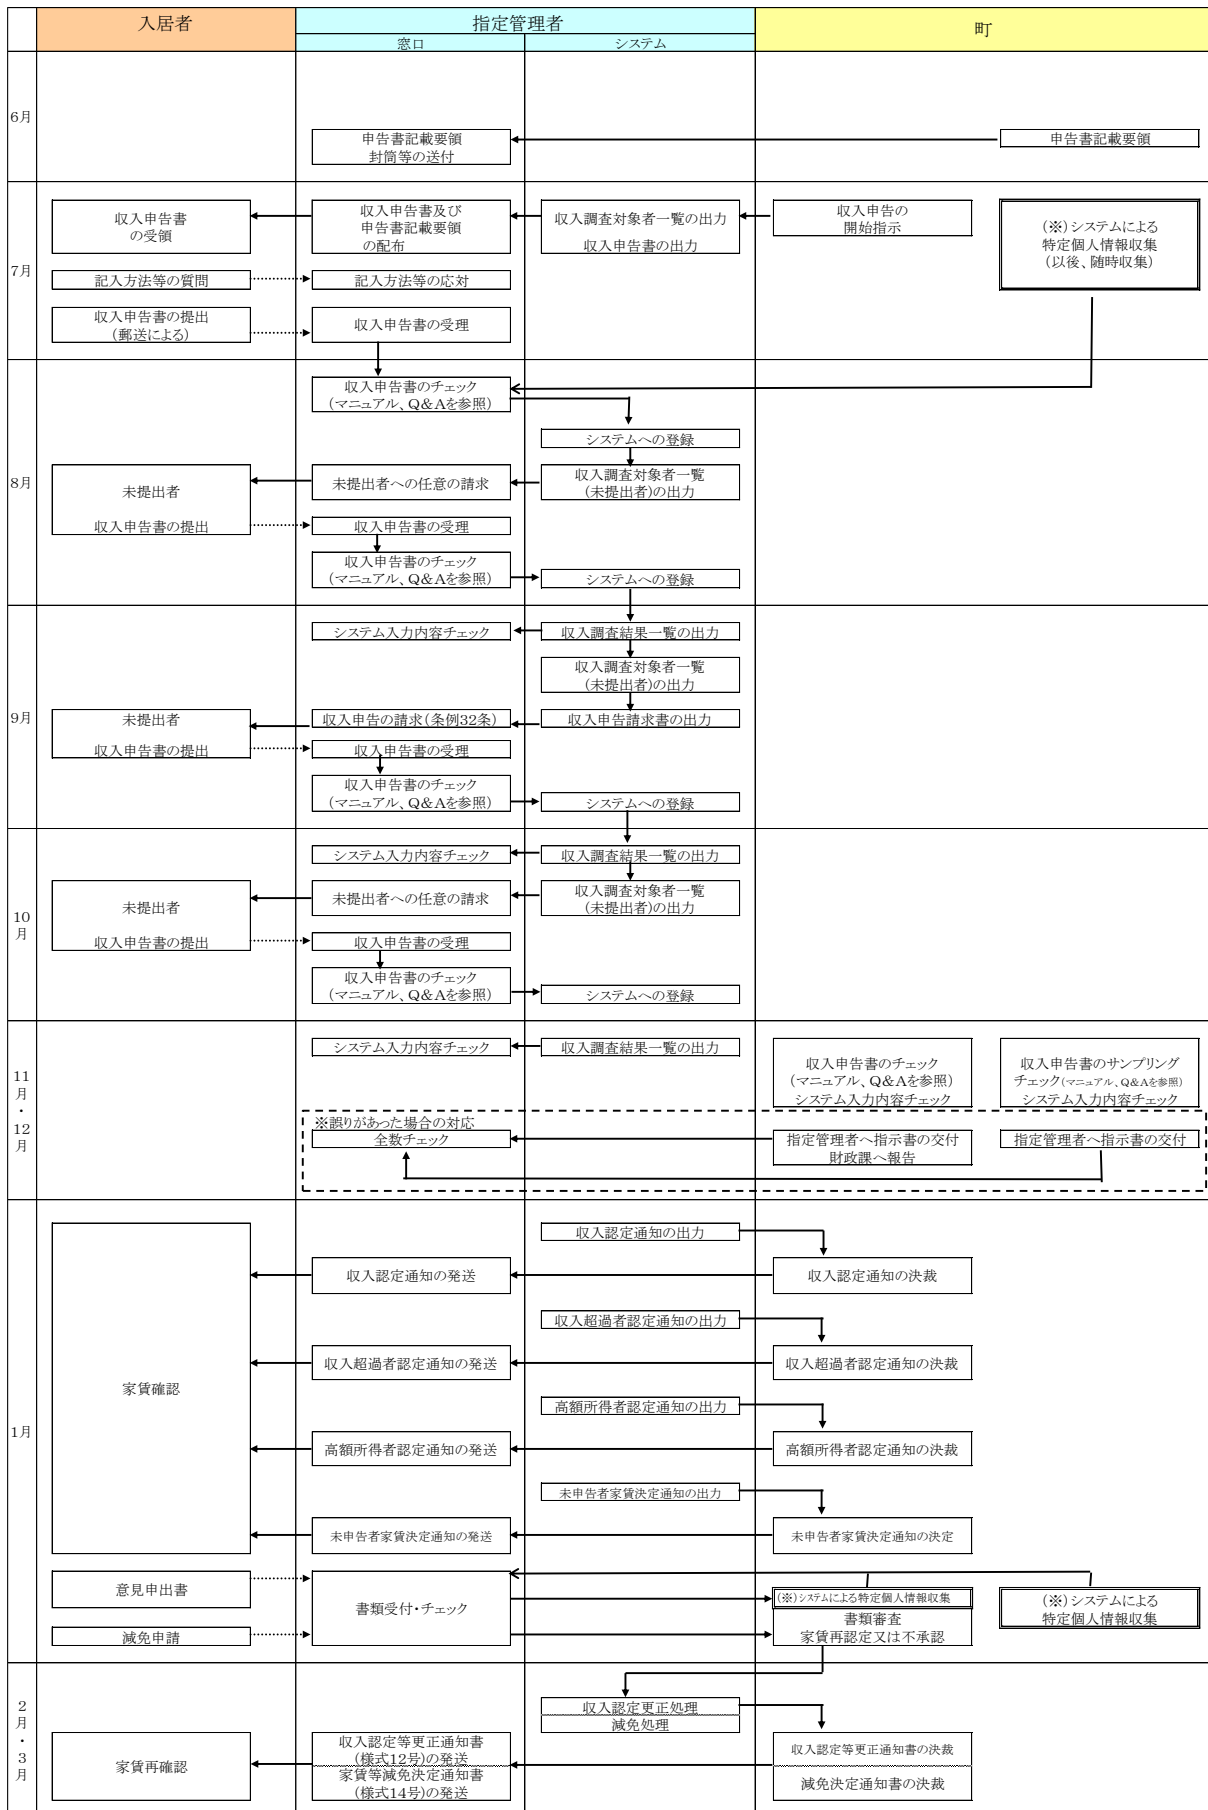 入居者
指定管理者
町
窓口
システム
6月
申告書記載要領
封筒等の送付
申告書記載要領
7月
収入申告書
の受領
収入申告書及び
申告書記載要領
の配布
収入調査対象者一覧の出力
収入申告書の出力
収入申告の
開始指示
(※)システムによる
特定個人情報収集
(以後、随時収集)
記入方法等の質問
記入方法等の応対
収入申告書の提出
(郵送による)
収入申告書の受理
8月
収入申告書のチェック
(マニュアル、Q&Aを参照)
システムへの登録
未提出者
収入申告書の提出
未提出者への任意の請求
収入調査対象者一覧
(未提出者)の出力
収入申告書の受理
収入申告書のチェック
(マニュアル、Q&Aを参照)
システムへの登録
9月
システム入力内容チェック
収入調査結果一覧の出力
収入調査対象者一覧
(未提出者)の出力
未提出者
収入申告書の提出
収入申告の請求(条例32条)
収入申告請求書の出力
収入申告書の受理
収入申告書のチェック
(マニュアル、Q&Aを参照)
システムへの登録
10
月
システム入力内容チェック
収入調査結果一覧の出力
未提出者
収入申告書の提出
未提出者への任意の請求
収入調査対象者一覧
(未提出者)の出力
収入申告書の受理
収入申告書のチェック
(マニュアル、Q&Aを参照)
システムへの登録
11
月
・
12
月
システム入力内容チェック
収入調査結果一覧の出力
収入申告書のチェック
(マニュアル、Q&Aを参照)
システム入力内容チェック
収入申告書のサンプリング
チェック(マニュアル、Q&Aを参照)
システム入力内容チェック
※誤りがあった場合の対応
全数チェック
指定管理者へ指示書の交付
財政課へ報告
指定管理者へ指示書の交付
1月
家賃確認
収入認定通知の出力
収入認定通知の発送
収入認定通知の決裁
収入超過者認定通知の出力
収入超過者認定通知の発送
収入超過者認定通知の決裁
高額所得者認定通知の出力
高額所得者認定通知の発送
高額所得者認定通知の決裁
未申告者家賃決定通知の出力
未申告者家賃決定通知の発送
未申告者家賃決定通知の決定
意見申出書
減免申請
書類受付・チェック
(※)システムによる特定個人情報収集
書類審査
家賃再認定又は不承認
(※)システムによる
特定個人情報収集
2
月
・
3
月
収入認定更正処理
減免処理
家賃再確認
収入認定等更正通知書
(様式12号)の発送
家賃等減免決定通知書
(様式14号)の発送
収入認定等更正通知書の決裁
減免決定通知書の決裁